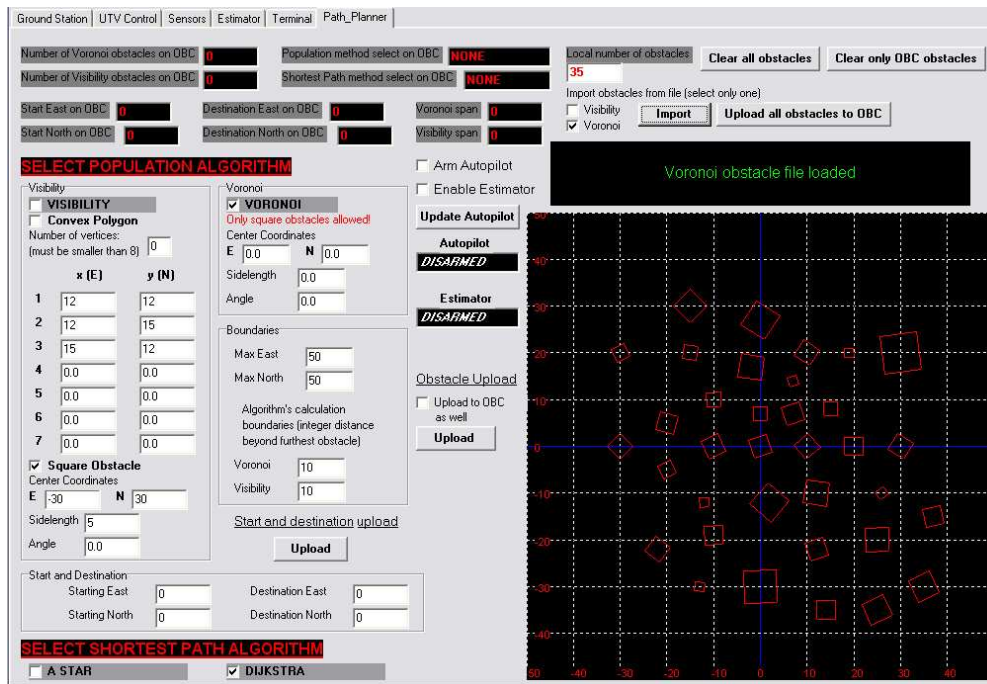 Ground Station UTV Control Sensors Estimator Terminal Path_Planner
Number of Voronoi obstacles on OBC 0 Population method select on OBC NONE Local number of obstacles Clear all obstacles Clear only OBC obstacles
Number of Visibility obstacles on OBC 0 Shortest Path method select on OBC NONE 35
Import obstacles from file (select only one)
Start East on OBC 0 Destination East on OBC 0 Voronoi span 0 Visibility Import Upload all obstacles to OBC
Start North on OBC 0 Destination North on OBC 0 Visibility span 0 Voronoi
SELECT POPULATION ALGORITHM Arm Autopilot Voronoi obstacle file loaded
Visibility Voronoi Enable Estimator
VISIBILITY VORONOI
Convex Polygon Only square obstacles allowed! Update Autopilot
Number of vertices: Center Coordinates
(must be smaller than 8) 0 E 0.0 N 0.0 Autopilot
x (E) y (N) Sidelength 0.0 DISARMED
1 12 12 Angle 0.0 Estimator
2 12 15 DISARMED
3 15 12 Boundaries
4 0.0 0.0 Max East 50
5 0.0 0.0 Max North 50 Obstacle Upload
6 0.0 0.0 Algorithm's calculation Upload to OBC
7 0.0 0.0 boundaries (integer distance as well
beyond furthest obstacle) Upload
Square Obstacle Voronoi 10
Center Coordinates Visibility 10
E -30 N 30
Sidelength 5 Start and destination upload
Angle 0.0 Upload
Start and Destination
Starting East 0 Destination East 0
Starting North 0 Destination North 0
SELECT SHORTEST PATH ALGORITHM
A STAR DIJKSTRA
50
40
30
20
10
0
-10
-20
-30
-40
50 -40 -30 -20 -10 0 10 20 30 40